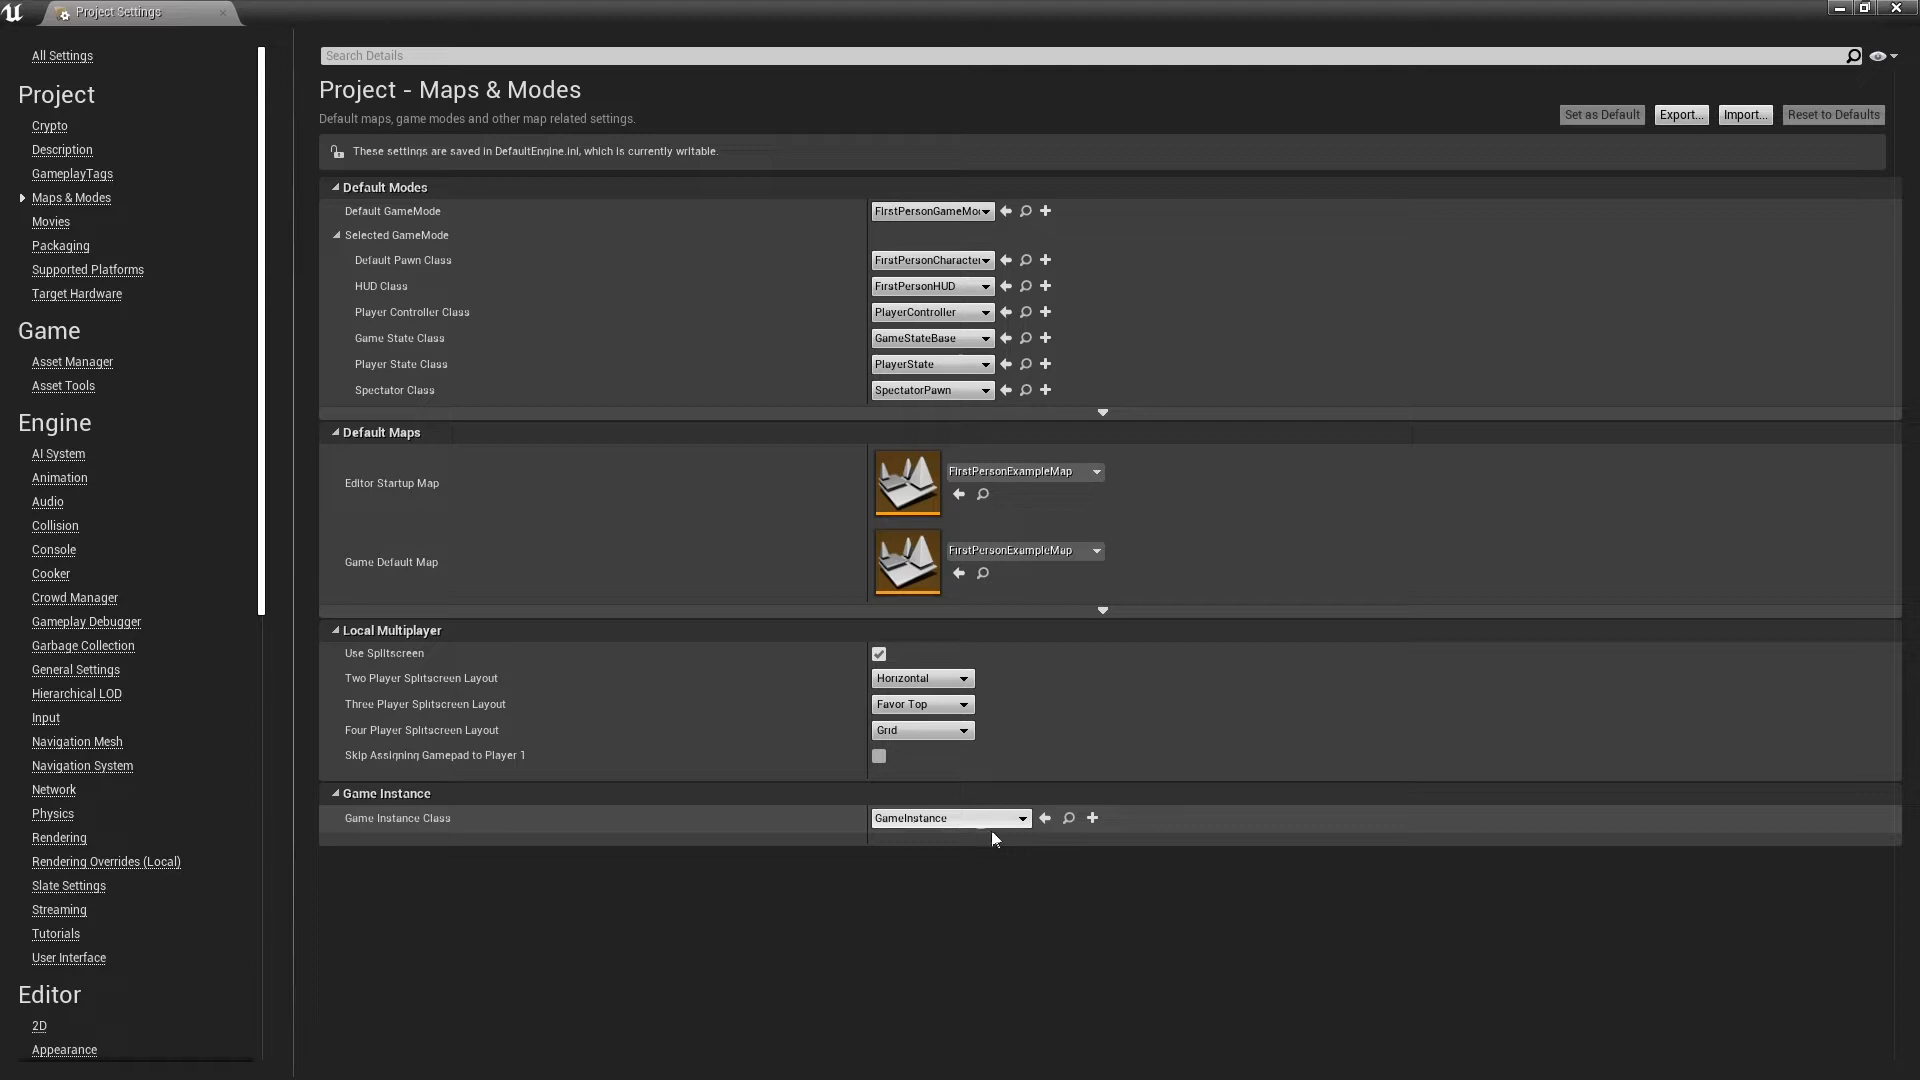 Project Settings
All Settings
Project
Crypto
Description
GameplayTags
Maps & Modes
Movies
Packaging
Supported Platforms
Target Hardware
Game
Asset Manager
Asset Tools
Engine
AI System
Animation
Audio
Collision
Console
Cooker
Crowd Manager
Gameplay Debugger
Garbage Collection
General Settings
Hierarchical LOD
Input
Navigation Mesh
Navigation System
Network
Physics
Rendering
Rendering Overrides (Local)
Slate Settings
Streaming
Tutorials
User Interface
Editor
2D
Appearance
Search Details
Project - Maps & Modes
Default maps, game modes and other map related settings.
Set as Default Export... Import... Reset to Defaults
These settings are saved in DefaultEngine.ini, which is currently writable.
Default Modes
Default GameMode FirstPersonGameMo
Selected GameMode
Default Pawn Class FirstPersonCharacter
HUD Class FirstPersonHUD
Player Controller Class PlayerController
Game State Class GameStateBase
Player State Class PlayerState
Spectator Class SpectatorPawn
Default Maps
Editor Startup Map FirstPersonExampleMap
Game Default Map FirstPersonExampleMap
Local Multiplayer
Use Splitscreen
Two Player Splitscreen Layout Horizontal
Three Player Splitscreen Layout Favor Top
Four Player Splitscreen Layout Grid
Skip Assigning Gamepad to Player 1
Game Instance
Game Instance Class GameInstance